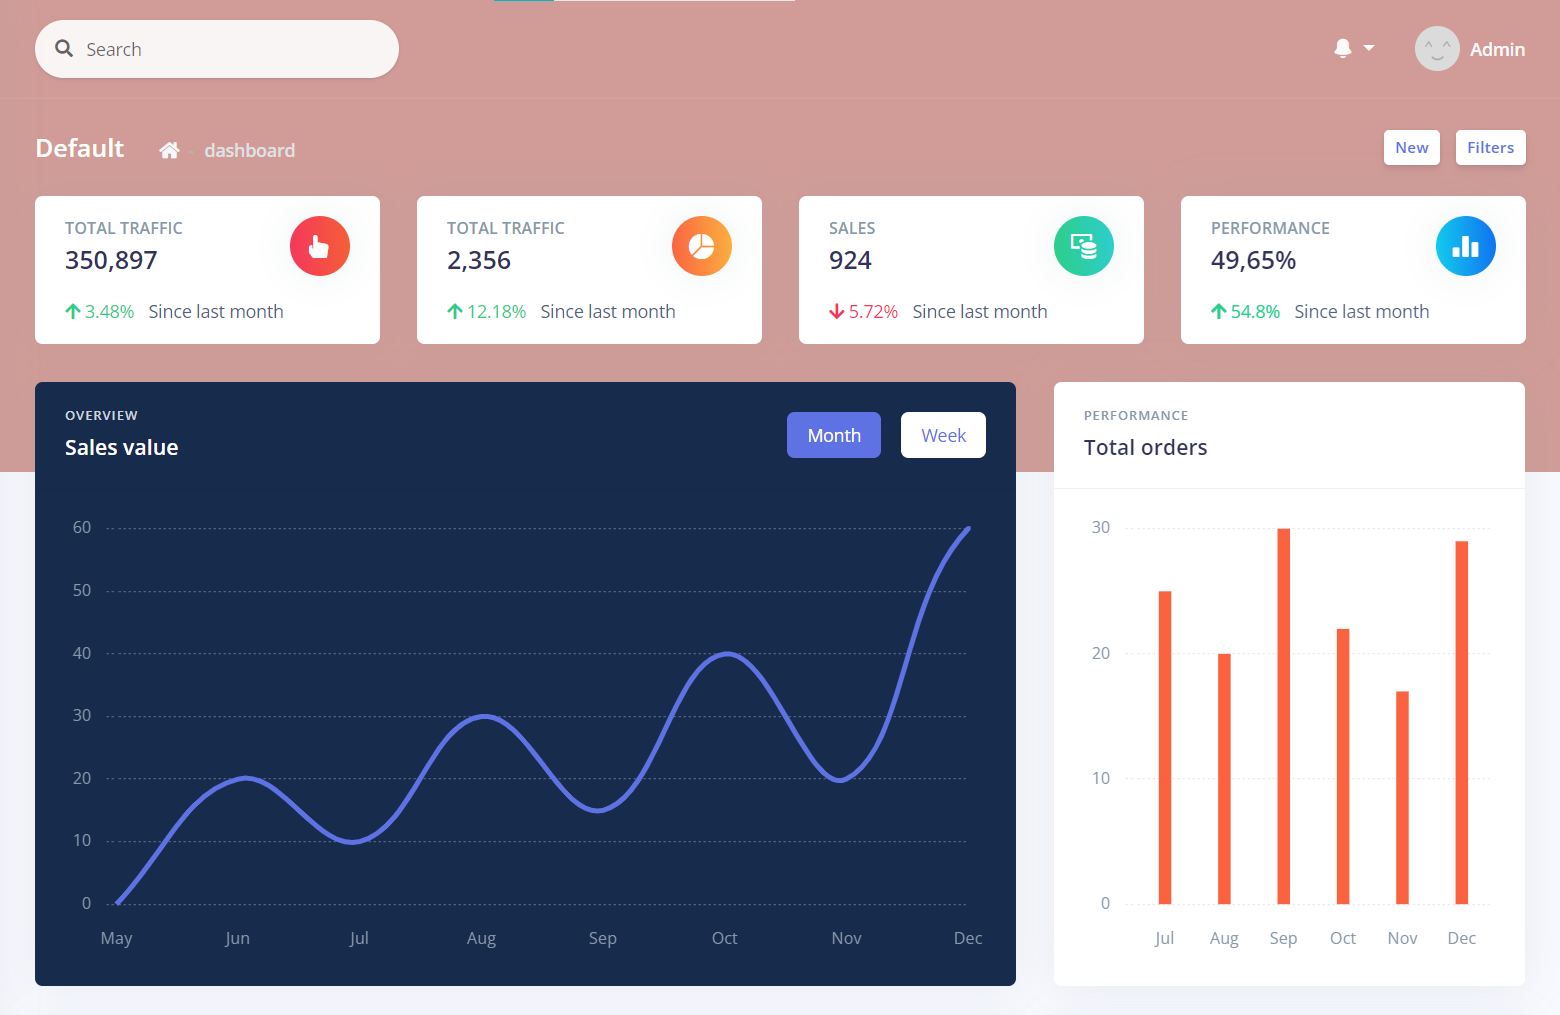 Search
Admin
Default - dashboard
New
Filters
TOTAL TRAFFIC
350,897
3.48% Since last month
TOTAL TRAFFIC
2,356
12.18% Since last month
SALES
924
5.72% Since last month
PERFORMANCE
49,65%
54.8% Since last month
OVERVIEW
Sales value
Month
Week
60
50
40
30
20
10
0
May Jun Jul Aug Sep Oct Nov Dec
PERFORMANCE
Total orders
30
20
10
0
Jul Aug Sep Oct Nov Dec